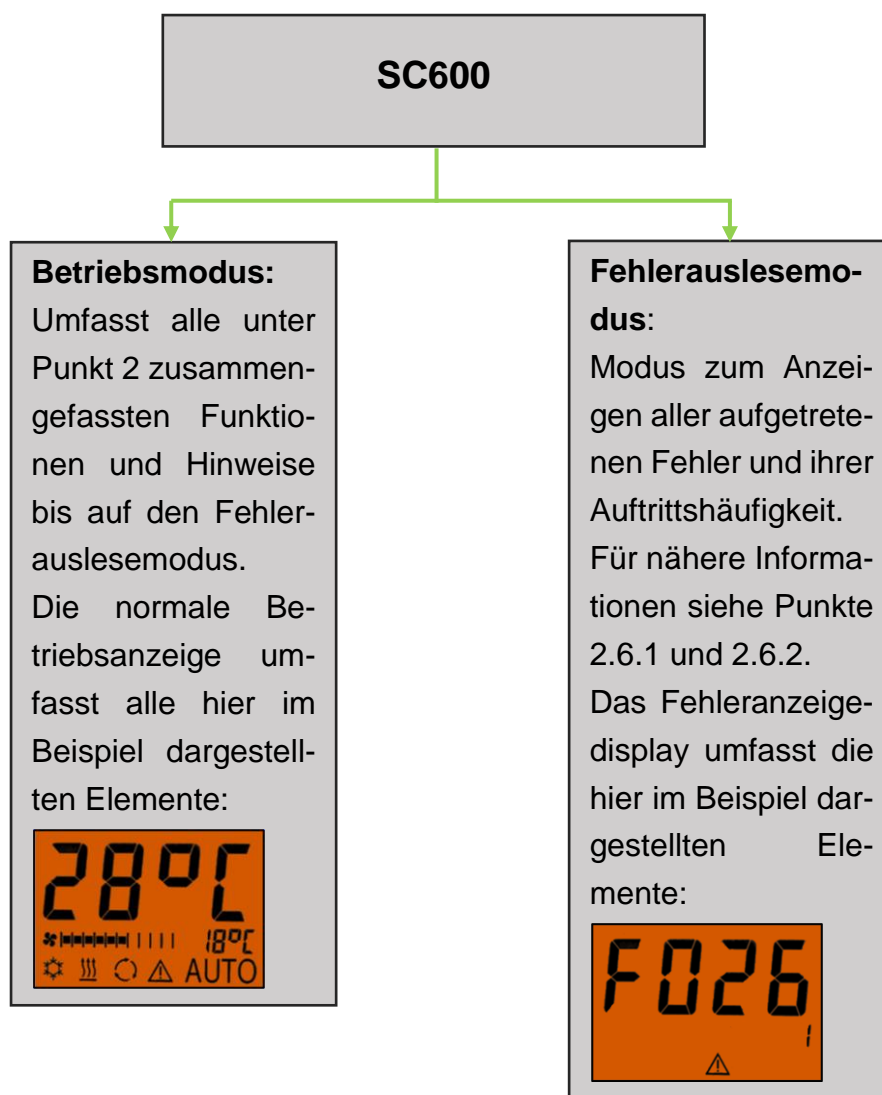 SC600
Betriebsmodus:
Umfasst alle unter
Punkt 2 zusammen-
gefassten Funktio-
nen und Hinweise
bis auf den Fehler-
auslesemodus.
Die normale Be-
triebsanzeige um-
fasst alle hier im
Beispiel dargestell-
ten Elemente:
28°C
18°C
AUTO
Fehlerauslesemo-
dus:
Modus zum Anzei-
gen aller aufgetrete-
nen Fehler und ihrer
Auftrittshäufigkeit.
Für nähere Informa-
tionen siehe Punkte
2.6.1 und 2.6.2.
Das Fehleranzeige-
display umfasst die
hier im Beispiel dar-
gestellten Ele-
mente:
F026
1